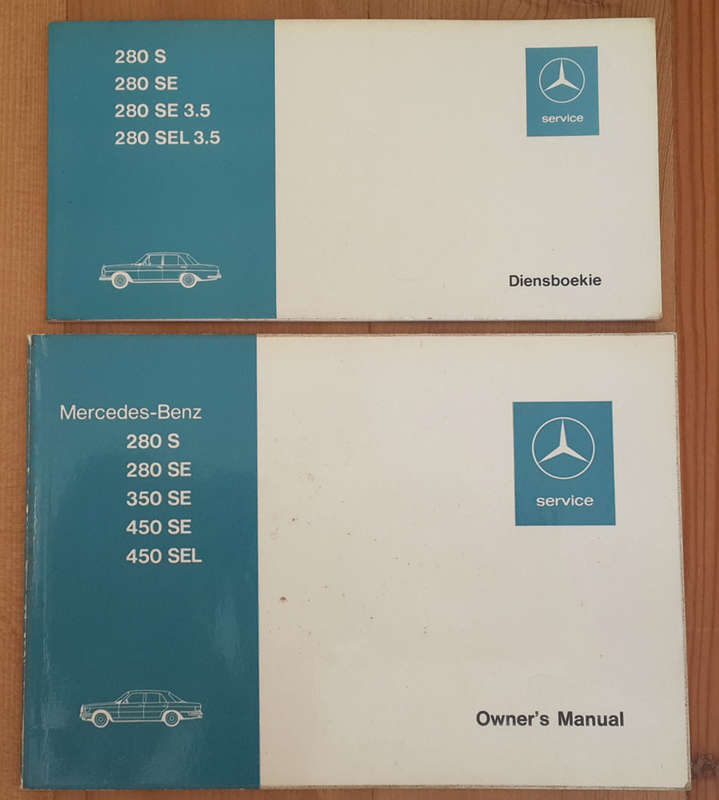 280 S
280 SE
280 SE 3.5
280 SEL 3.5
service
Diensboekie
Mercedes-Benz
280 S
280 SE
350 SE
450 SE
450 SEL
service
Owner's Manual